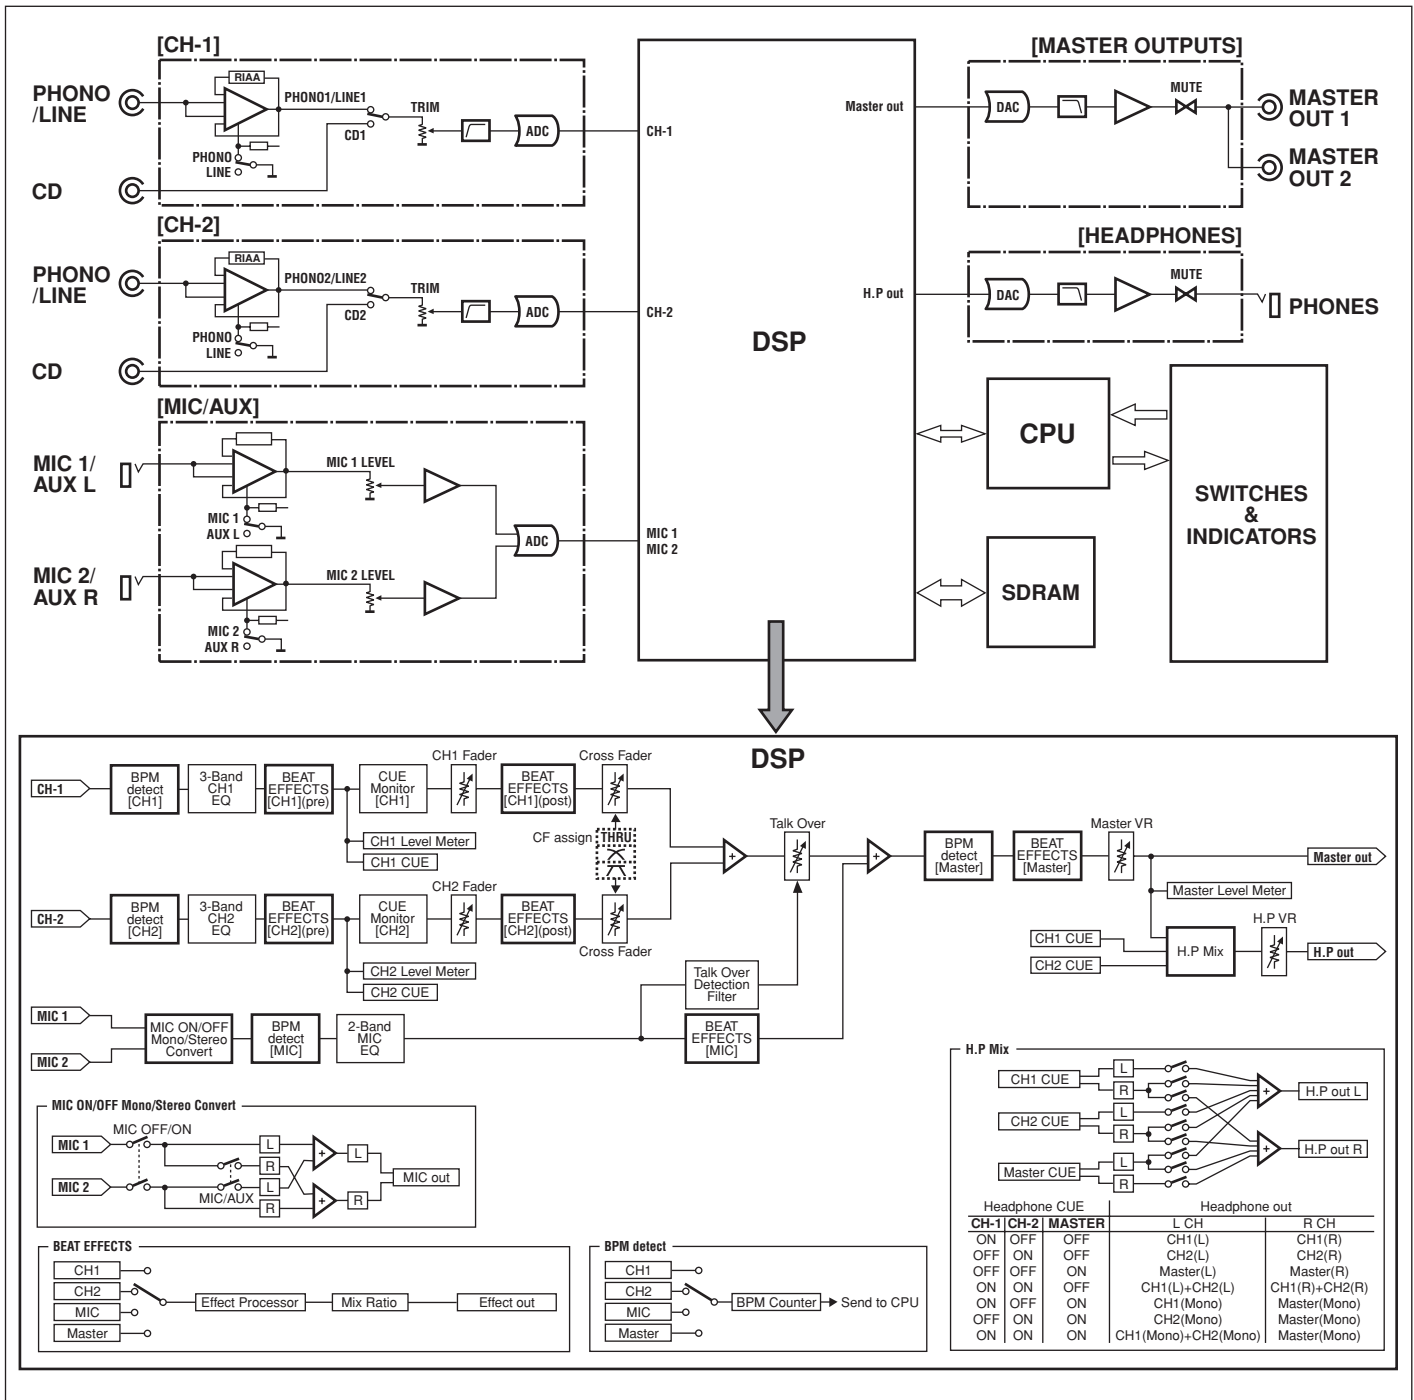 [CH-1]
PHONO
/LINE
RIAA
PHONO1/LINE1
TRIM
CD1
PHONO
LINE
ADC
CD
CH-1
[CH-2]
PHONO
/LINE
RIAA
PHONO2/LINE2
TRIM
CD2
PHONO
LINE
ADC
CD
CH-2
[MIC/AUX]
MIC 1/
AUX L
MIC 1 LEVEL
MIC 1
AUX L
ADC
MIC 2/
AUX R
MIC 2 LEVEL
MIC 2
AUX R
MIC 1
MIC 2
DSP
Master out
H.P out
[MASTER OUTPUTS]
DAC
MUTE
MASTER
OUT 1
MASTER
OUT 2
[HEADPHONES]
DAC
MUTE
PHONES
CPU
SDRAM
SWITCHES
&
INDICATORS
DSP
CH-1
BPM
detect
[CH1]
3-Band
CH1
EQ
BEAT
EFFECTS
[CH1](pre)
CUE
Monitor
[CH1]
CH1 Fader
BEAT
EFFECTS
[CH1](post)
Cross Fader
CH1 Level Meter
CH1 CUE
CF assign
THRU
CH-2
BPM
detect
[CH2]
3-Band
CH2
EQ
BEAT
EFFECTS
[CH2](pre)
CUE
Monitor
[CH2]
CH2 Fader
BEAT
EFFECTS
[CH2](post)
Cross Fader
CH2 Level Meter
CH2 CUE
+
Talk Over
+
BPM
detect
[Master]
BEAT
EFFECTS
[Master]
Master VR
Master out
Master Level Meter
CH1 CUE
CH2 CUE
H.P Mix
H.P VR
H.P out
MIC 1
MIC 2
MIC ON/OFF
Mono/Stereo
Convert
BPM
detect
[MIC]
2-Band
MIC
EQ
Talk Over
Detection
Filter
BEAT
EFFECTS
[MIC]
MIC ON/OFF Mono/Stereo Convert
MIC OFF/ON
MIC 1
L
R
+
L
MIC out
MIC 2
MIC/AUX
L
R
+
R
H.P Mix
CH1 CUE
L
R
CH2 CUE
L
R
Master CUE
L
R
+
H.P out L
+
H.P out R
Headphone CUE Headphone out
CH-1 CH-2 MASTER L CH R CH
ON OFF OFF CH1(L) CH1(R)
OFF ON OFF CH2(L) CH2(R)
OFF OFF ON Master(L) Master(R)
ON ON OFF CH1(L)+CH2(L) CH1(R)+CH2(R)
ON OFF ON CH1(Mono) Master(Mono)
OFF ON ON CH2(Mono) Master(Mono)
ON ON ON CH1(Mono)+CH2(Mono) Master(Mono)
BEAT EFFECTS
CH1
CH2
MIC
Master
Effect Processor
Mix Ratio
Effect out
BPM detect
CH1
CH2
MIC
Master
BPM Counter
Send to CPU